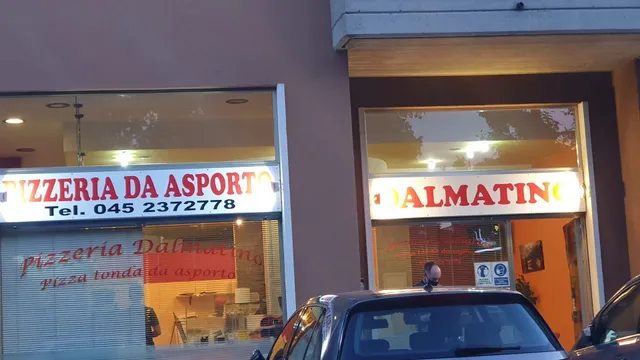 PIZZERIA DA ASPORTO
Tel. 045 2372778
DALMATINO
Pizzeria Dalmatino
Pizza tonda da asporto